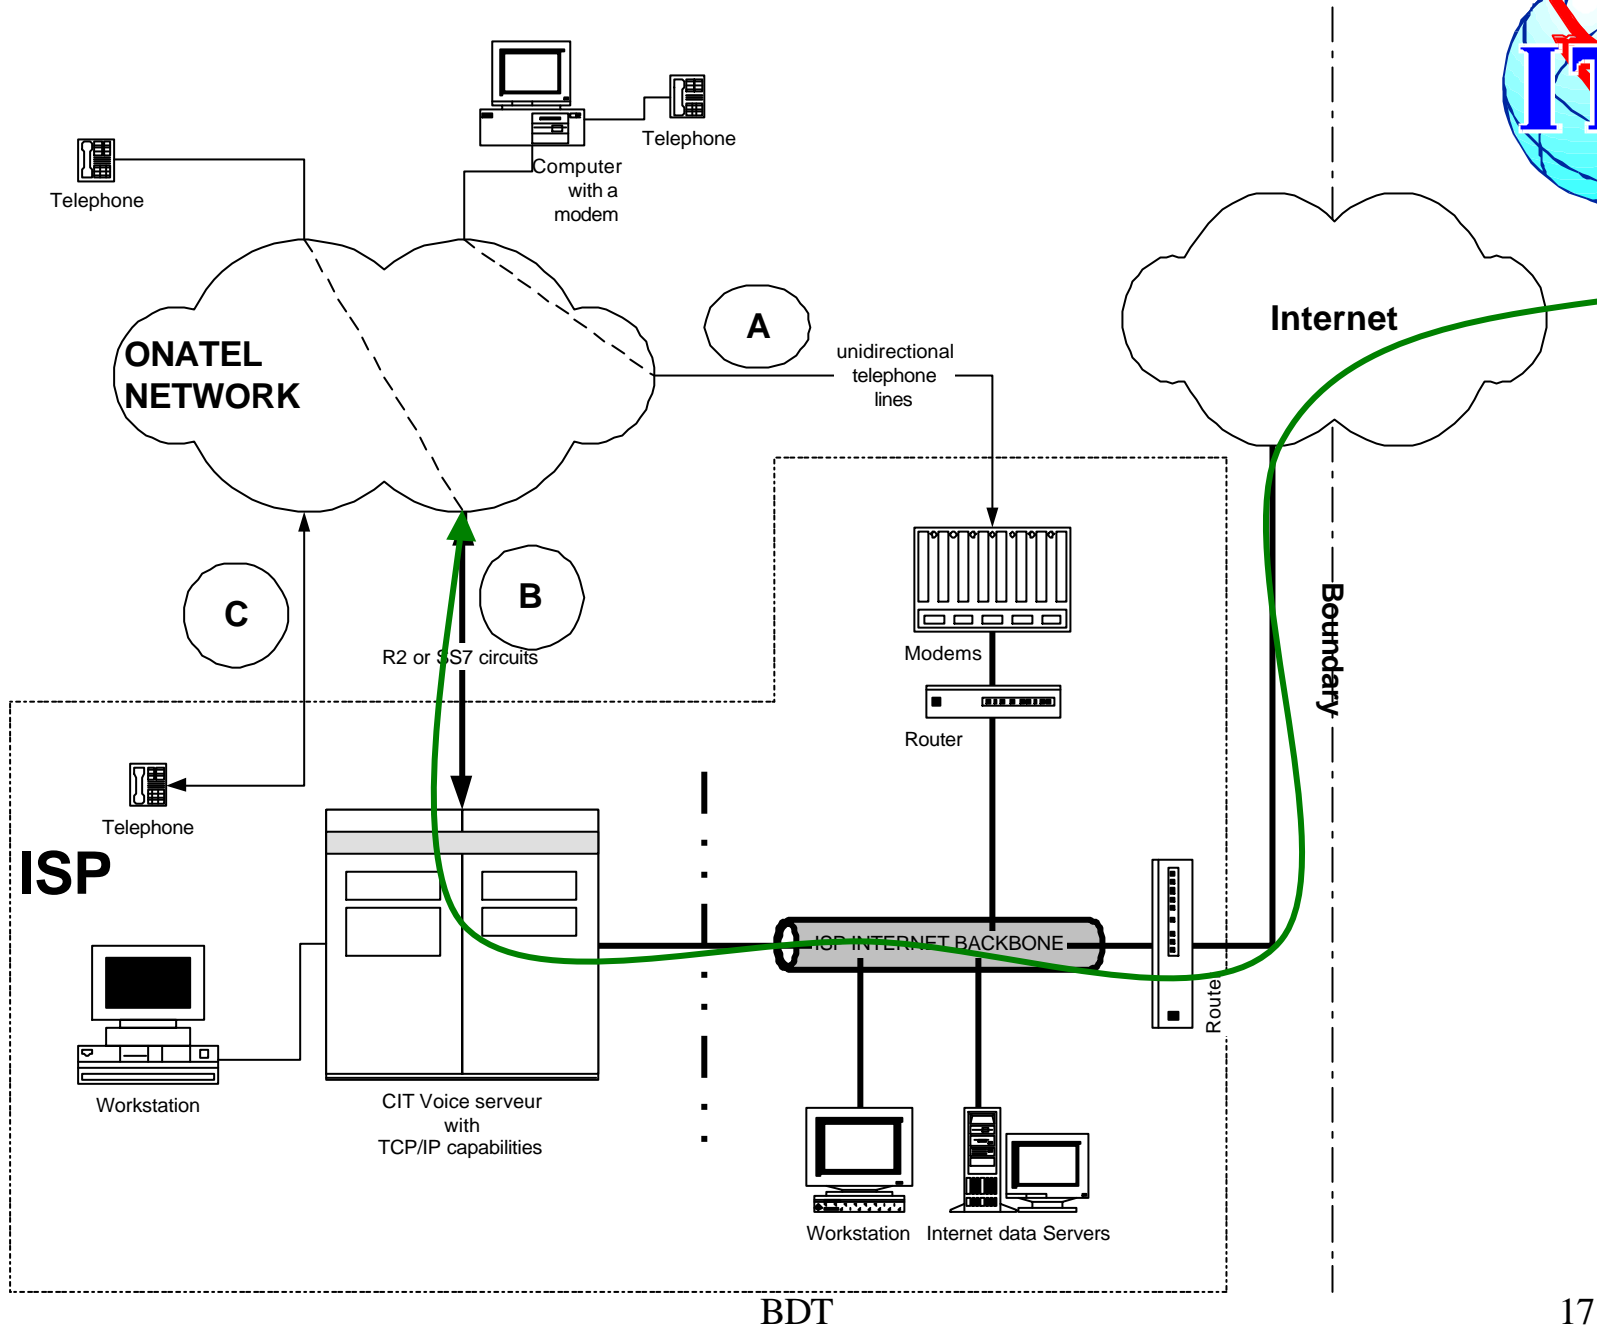 Telephone
Computer
with a
modem
Telephone
ONATEL
NETWORK
A
unidirectional
telephone
lines
Internet
C
B
R2 or SS7 circuits
Modems
Router
Boundary
Telephone
ISP
ISP INTERNET BACKBONE
Route
Workstation
CIT Voice serveur
with
TCP/IP capabilities
Workstation
Internet data Servers
BDT
17